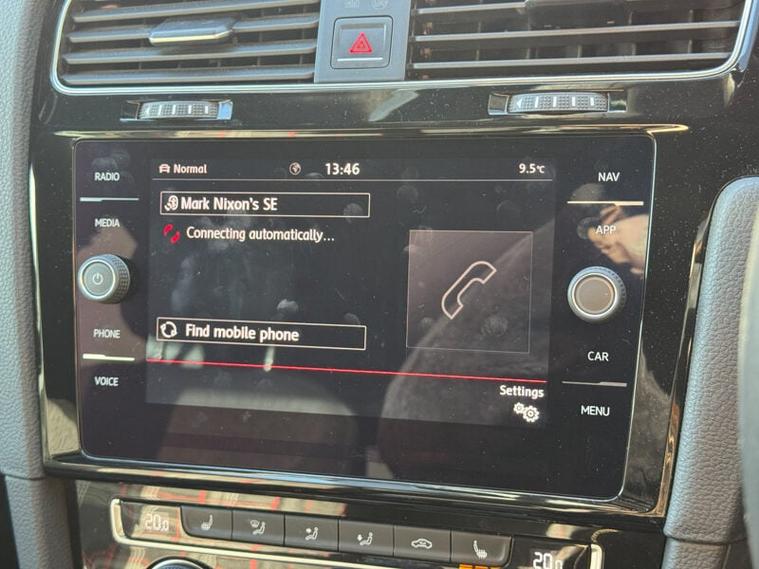 RADIO
MEDIA
PHONE
VOICE
Normal
13:46
9.5°C
Mark Nixon's SE
Connecting automatically...
Find mobile phone
Settings
NAV
APP
CAR
MENU
20.0
20.0